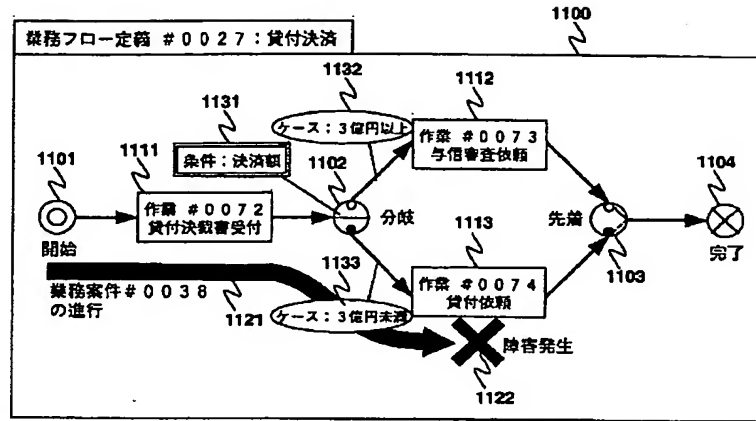 1100
業務フロー定義 #0027:貸付決済
1132
1112
1131
ケース:3億円以上
作業 #0073
与信審査依頼
1101
1111
条件:決済額
1102
1104
作業 #0072
貸付決裁書受付
分岐
1113
先着
開始
1133
作業 #0074
貸付依頼
1103
完了
業務案件#0038
の進行
1121
ケース:3億円未満
障害発生
1122